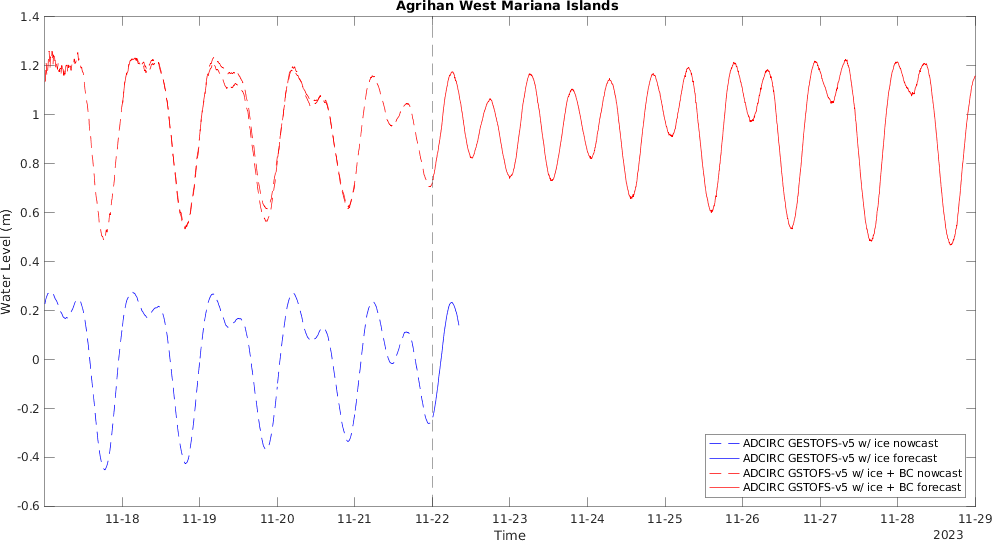 Agrihan West Mariana Islands
1.4
1.2
1
0.8
0.6
0.4
0.2
0
-0.2
-0.4
-0.6
Water Level (m)
11-18 11-19 11-20 11-21 11-22 11-23 11-24 11-25 11-26 11-27 11-28 11-29
Time
2023
ADCIRC GESTOFS-v5 w/ ice nowcast
ADCIRC GESTOFS-v5 w/ ice forecast
ADCIRC GSTOFS-v5 w/ ice + BC nowcast
ADCIRC GSTOFS-v5 w/ ice + BC forecast